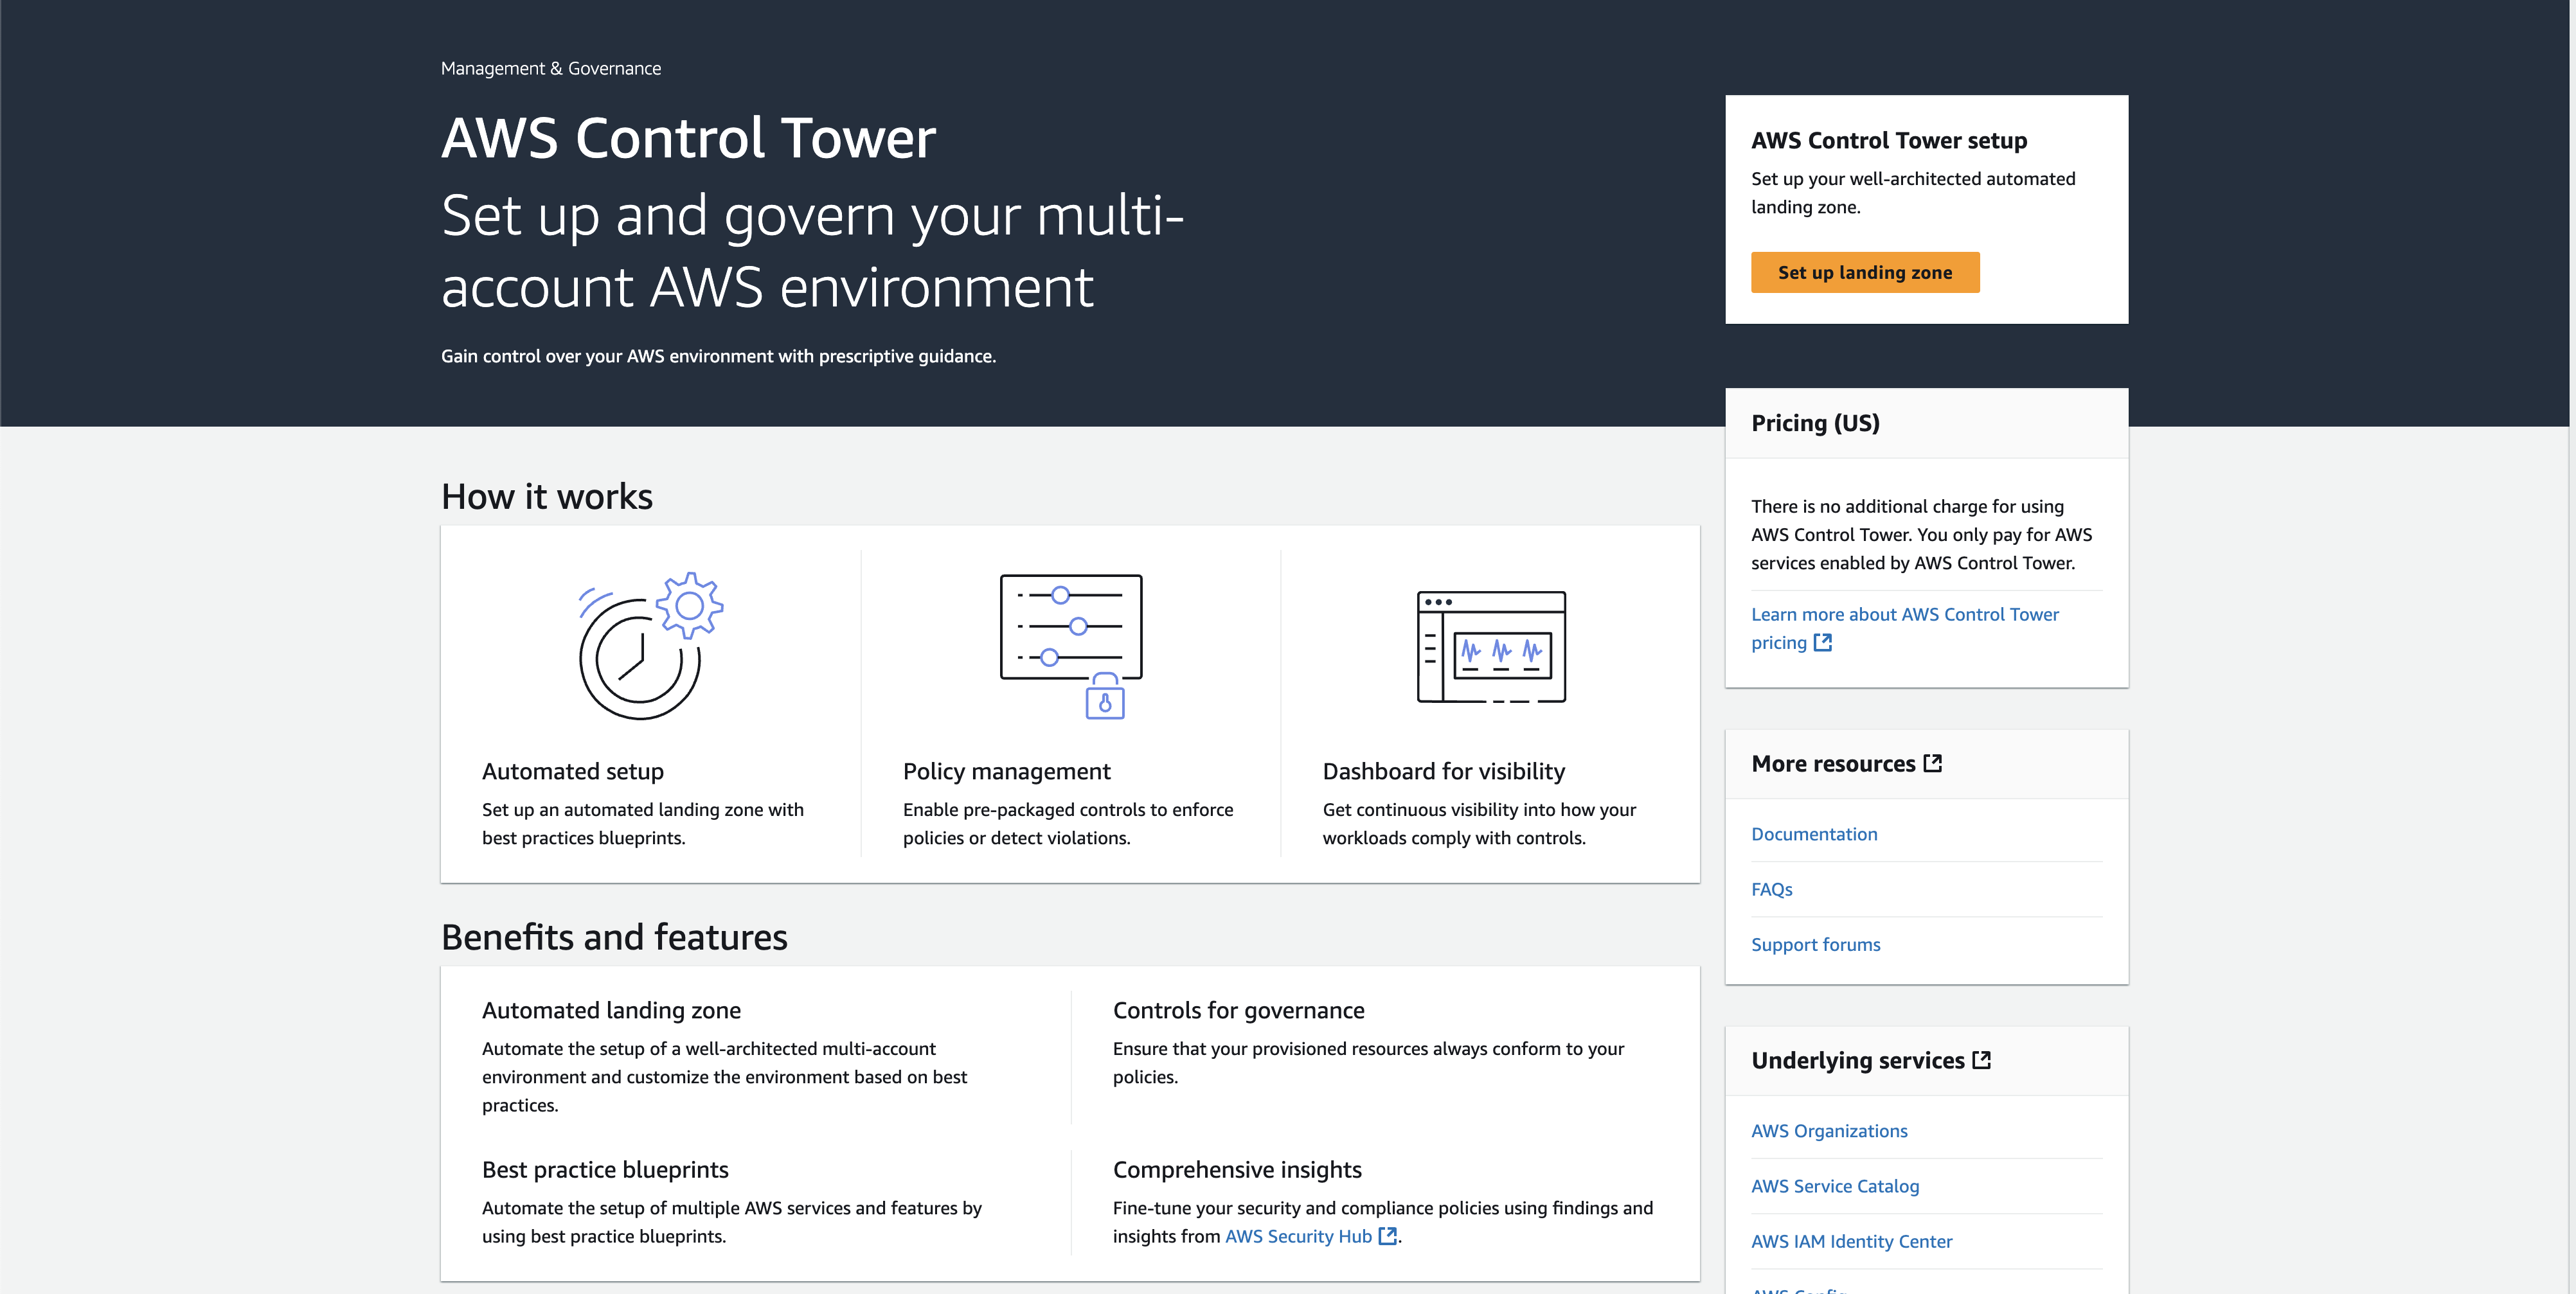 Management & Governance
AWS Control Tower
Set up and govern your multi-
account AWS environment
Gain control over your AWS environment with prescriptive guidance.
AWS Control Tower setup
Set up your well-architected automated
landing zone.
Set up landing zone
Pricing (US)
There is no additional charge for using
AWS Control Tower. You only pay for AWS
services enabled by AWS Control Tower.
Learn more about AWS Control Tower
pricing
How it works
Automated setup
Set up an automated landing zone with
best practices blueprints.
Policy management
Enable pre-packaged controls to enforce
policies or detect violations.
Dashboard for visibility
Get continuous visibility into how your
workloads comply with controls.
More resources
Documentation
FAQs
Support forums
Benefits and features
Automated landing zone
Automate the setup of a well-architected multi-account
environment and customize the environment based on best
practices.
Controls for governance
Ensure that your provisioned resources always conform to your
policies.
Best practice blueprints
Automate the setup of multiple AWS services and features by
using best practice blueprints.
Comprehensive insights
Fine-tune your security and compliance policies using findings and
insights from AWS Security Hub.
Underlying services
AWS Organizations
AWS Service Catalog
AWS IAM Identity Center
AWS Config